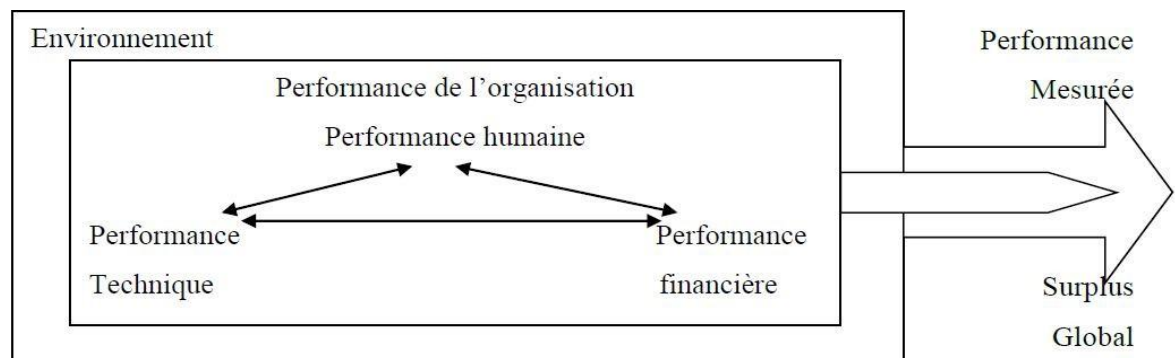 Environnement
Performance
Mesurée
Performance de l’organisation
Performance humaine
Performance
Technique
Performance
financière
Surplus
Global